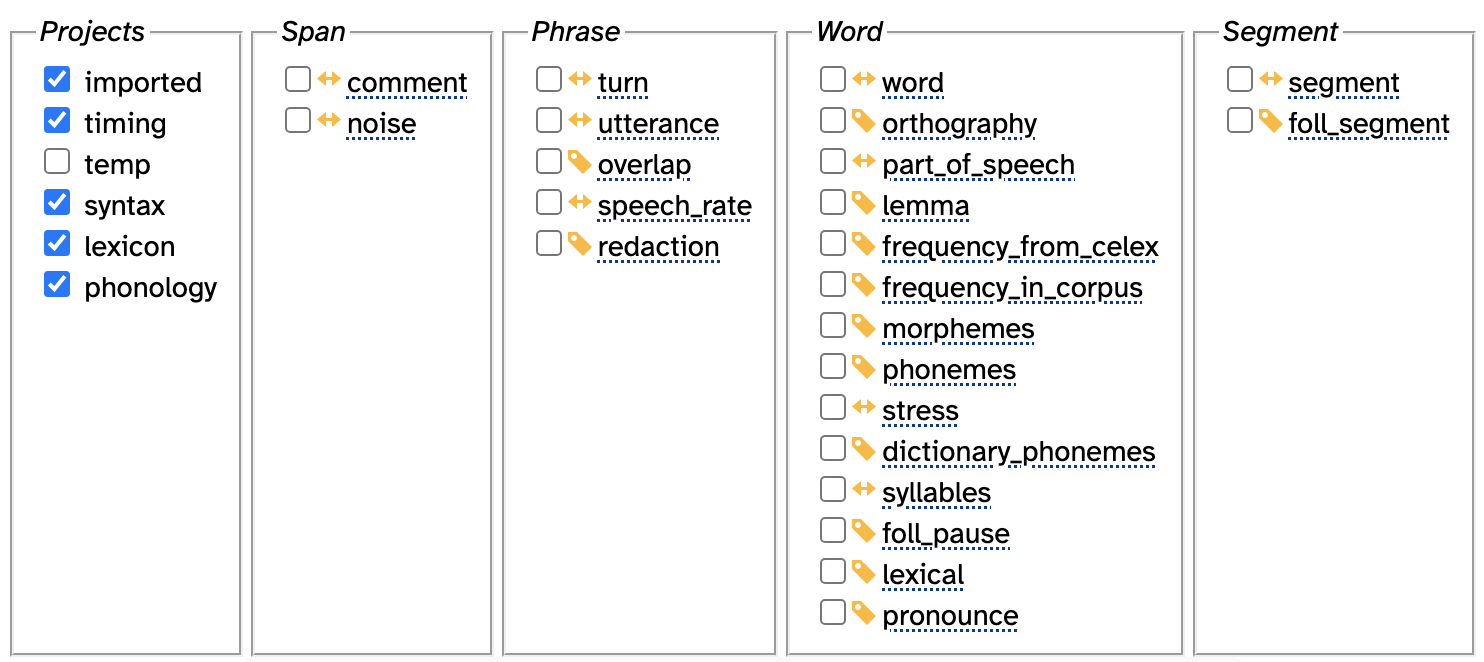 Projects
imported
timing
temp
syntax
lexicon
phonology
Span
comment
noise
Phrase
turn
utterance
overlap
speech_rate
redaction
Word
word
orthography
part_of_speech
lemma
frequency_from_celex
frequency_in_corpus
morphemes
phonemes
stress
dictionary_phonemes
syllables
foll_pause
lexical
pronounce
Segment
segment
foll_segment